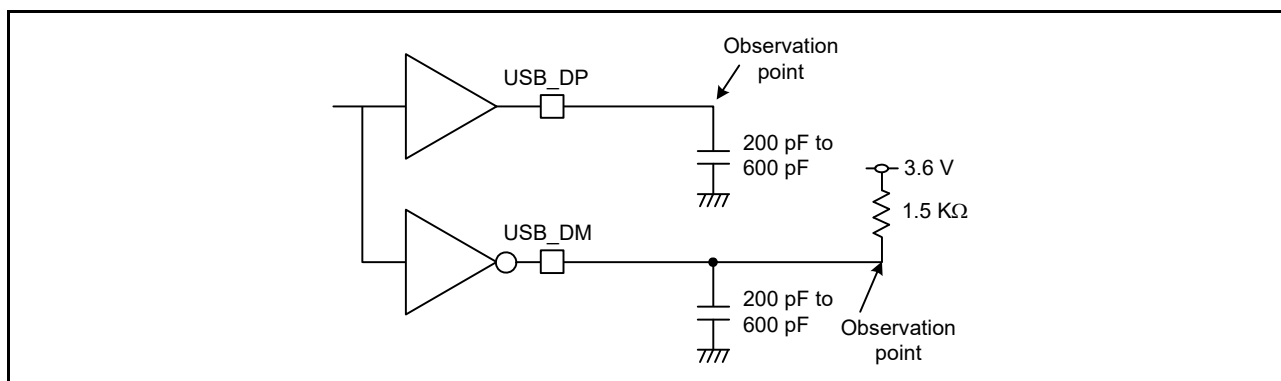 Observation
point
USB_DP
200 pF to
600 pF
3.6 V
1.5 KΩ
USB_DM
200 pF to
600 pF
Observation
point